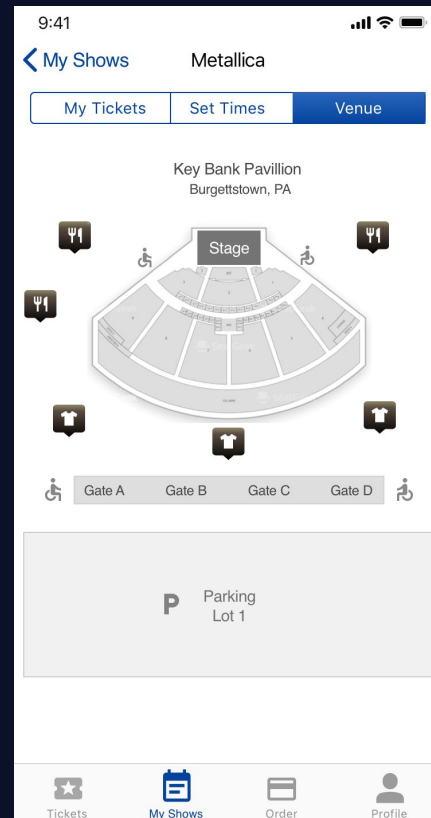 9:41
My Shows
Metallica
My Tickets
Set Times
Venue
Key Bank Pavillion
Burgettstown, PA
Stage
Gate A
Gate B
Gate C
Gate D
P
Parking
Lot 1
Tickets
My Shows
Order
Profile